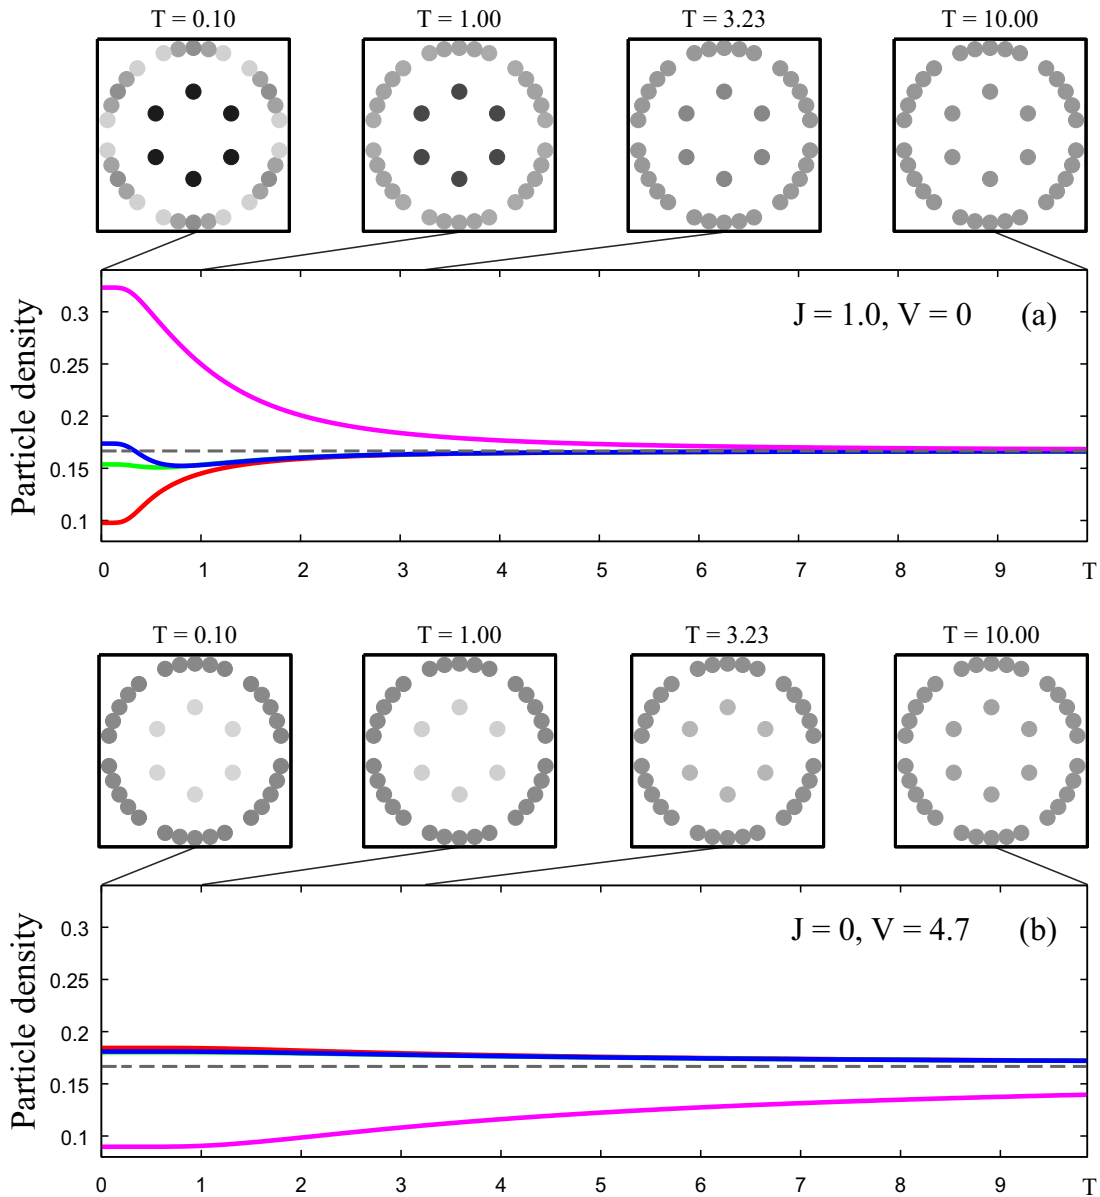 T = 0.10 T = 1.00 T = 3.23 T = 10.00
Particle density
0.3
0.25
0.2
0.15
0.1
J = 1.0, V = 0 (a)
0 1 2 3 4 5 6 7 8 9 T
T = 0.10 T = 1.00 T = 3.23 T = 10.00
Particle density
0.3
0.25
0.2
0.15
0.1
J = 0, V = 4.7 (b)
0 1 2 3 4 5 6 7 8 9 T